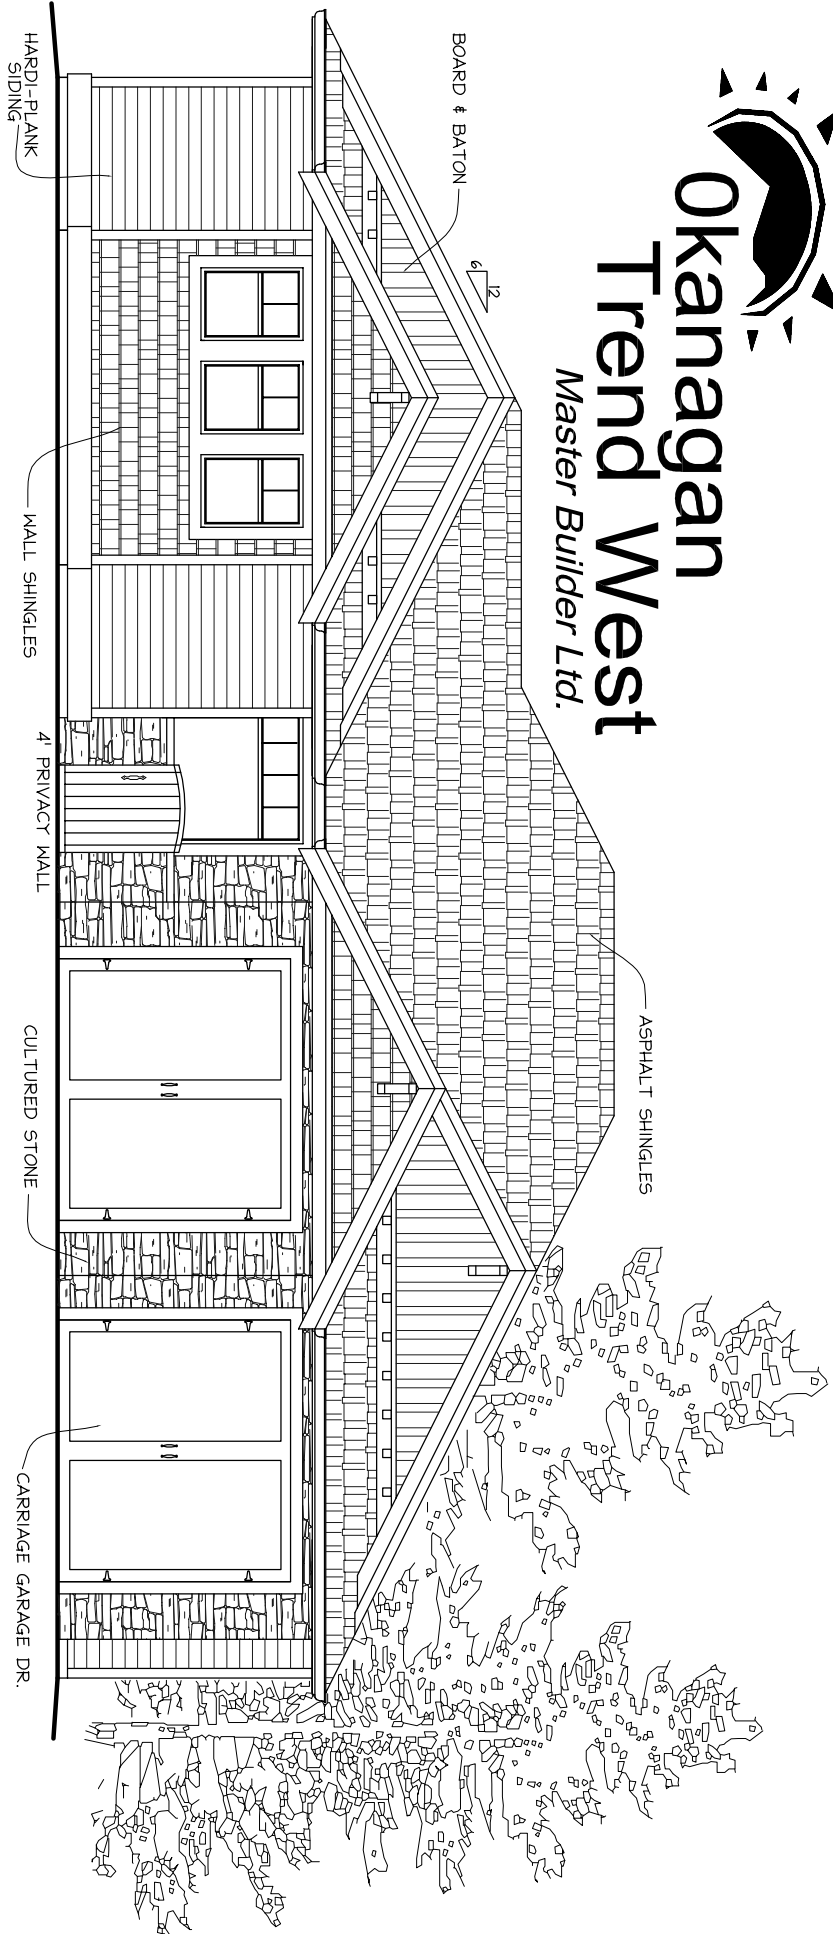 Okanagan
Trend West
Master Builder Ltd.
BOARD & BATON
12
6
ASPHALT SHINGLES
HARDI-PLANK
SIDING
WALL SHINGLES
4' PRIVACY WALL
CULTURED STONE
CARRIAGE GARAGE DR.